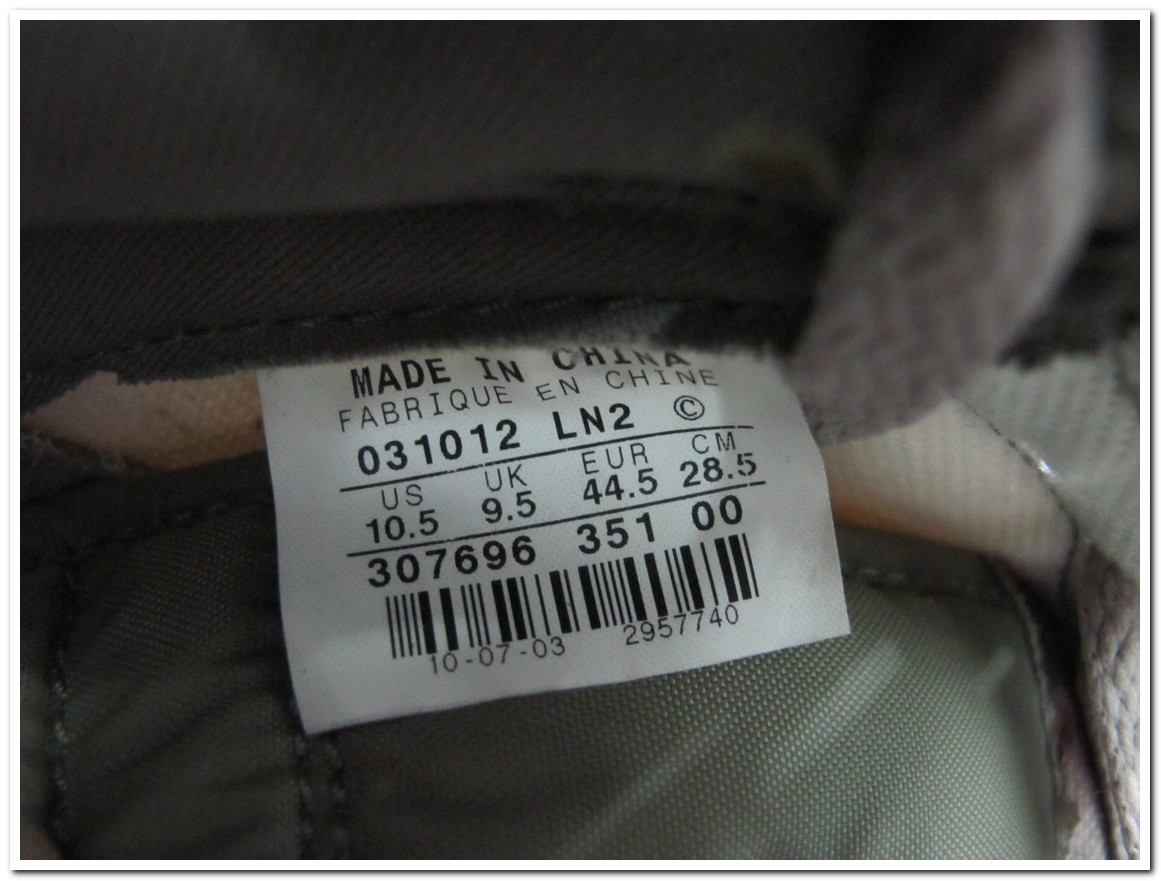 MADE IN CHINA
FABRIQUE EN CHINE
031012 LN2 ©
US UK EUR CM
10.5 9.5 44.5 28.5
307696 351 00
10-07-03 2957740